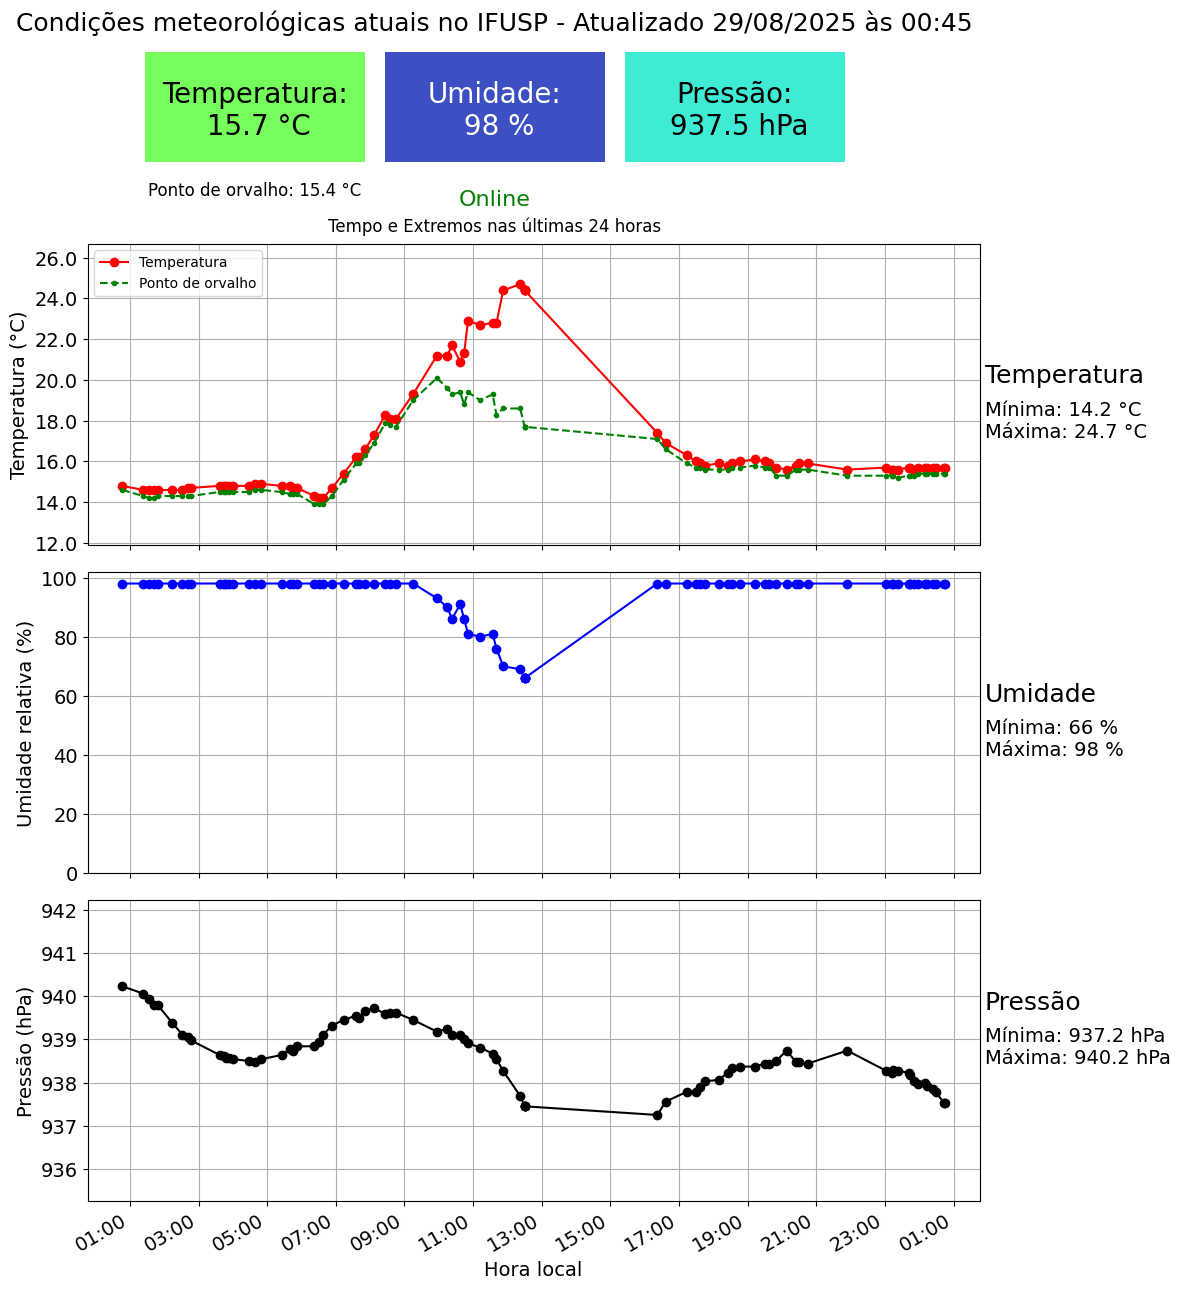 Condições meteorológicas atuais no IFUSP - Atualizado 29/08/2025 às 00:45
Temperatura:
15.7 °C
Umidade:
98 %
Pressão:
937.5 hPa
Ponto de orvalho: 15.4 °C
Online
Tempo e Extremos nas últimas 24 horas
Temperatura
Ponto de orvalho
Temperatura (°C)
26.0
24.0
22.0
20.0
18.0
16.0
14.0
12.0
Temperatura
Mínima: 14.2 °C
Máxima: 24.7 °C
Umidade relativa (%)
100
80
60
40
20
0
Umidade
Mínima: 66 %
Máxima: 98 %
Pressão (hPa)
942
941
940
939
938
937
936
Pressão
Mínima: 937.2 hPa
Máxima: 940.2 hPa
01:00 03:00 05:00 07:00 09:00 11:00 13:00 15:00 17:00 19:00 21:00 23:00 01:00
Hora local